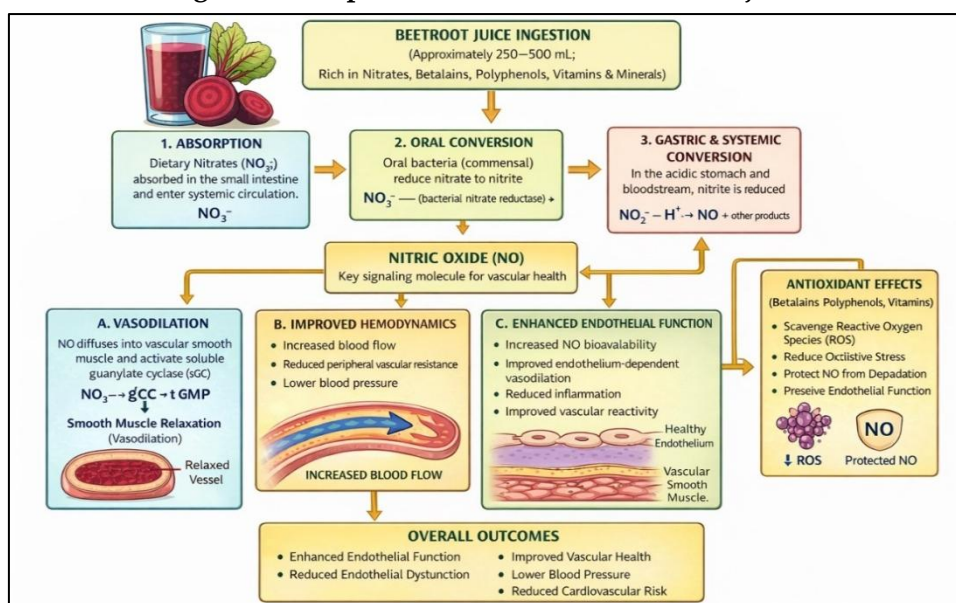 BEETROOT JUICE INGESTION
(Approximately 250—500 mL;
Rich in Nitrates, Betalains, Polyphenols, Vitamins & Minerals)
1. ABSORPTION
Dietary Nitrates (NO₃;)
absorbed in the small intestine
and enter systemic circulation.
NO₃⁻
2. ORAL CONVERSION
Oral bacteria (commensal)
reduce nitrate to nitrite
NO₃⁻ — (bacterial nitrate reductase) →
3. GASTRIC & SYSTEMIC
CONVERSION
In the acidic stomach and
bloodstream, nitrite is reduced
NO₂⁻ – H⁺ → NO + other products
NITRIC OXIDE (NO)
Key signaling molecule for vascular health
A. VASODILATION
NO diffuses into vascular smooth
muscle and activate soluble
guanylate cyclase (sGC)
NO₃ → gCC → t GMP
Smooth Muscle Relaxation
(Vasodilation)
Relaxed
Vessel
B. IMPROVED HEMODYNAMICS
• Increased blood flow
• Reduced peripheral vascular resistance
• Lower blood pressure
INCREASED BLOOD FLOW
C. ENHANCED ENDOTHELIAL FUNCTION
• Increased NO bioavalability
• Improved endothelium-dependent
vasodilation
• Reduced inflammation
• Improved vascular reactivity
Healthy
Endothelium
Vascular
Smooth
Muscle.
ANTIOXIDANT EFFECTS
(Betalains Polyphenols, Vitamins)
• Scavenge Reactive Oxygen
Species (ROS)
• Reduce Ocliistive Stress
• Protect NO from Depadation
• Preseive Endothelial Function
↓ ROS
NO
Protected NO
OVERALL OUTCOMES
• Enhanced Endothelial Function
• Reduced Endothelial Dystunction
• Improved Vascular Health
• Lower Blood Pressure
• Reduced Cardiovascular Risk